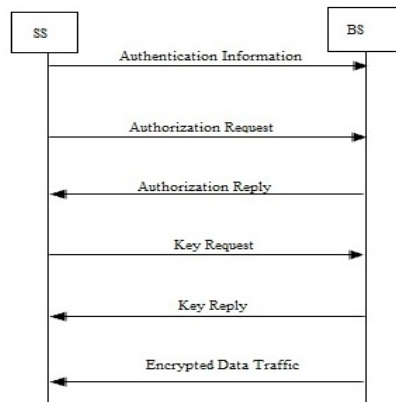 SS
BS
Authentication Information
Authorization Request
Authorization Reply
Key Request
Key Reply
Encrypted Data Traffic